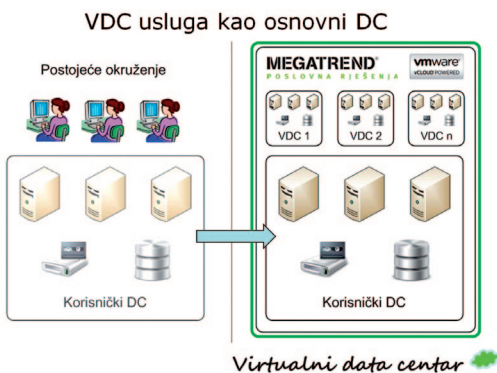 VDC usluga kao osnovni DC
Postojeće okruženje
Korisnički DC
MEGATREND®
POSLOVNA RJEŠENJA
vmware®
vCLOUD POWERED
VDC 1
VDC 2
VDC n
Korisnički DC
Virtualni data centar